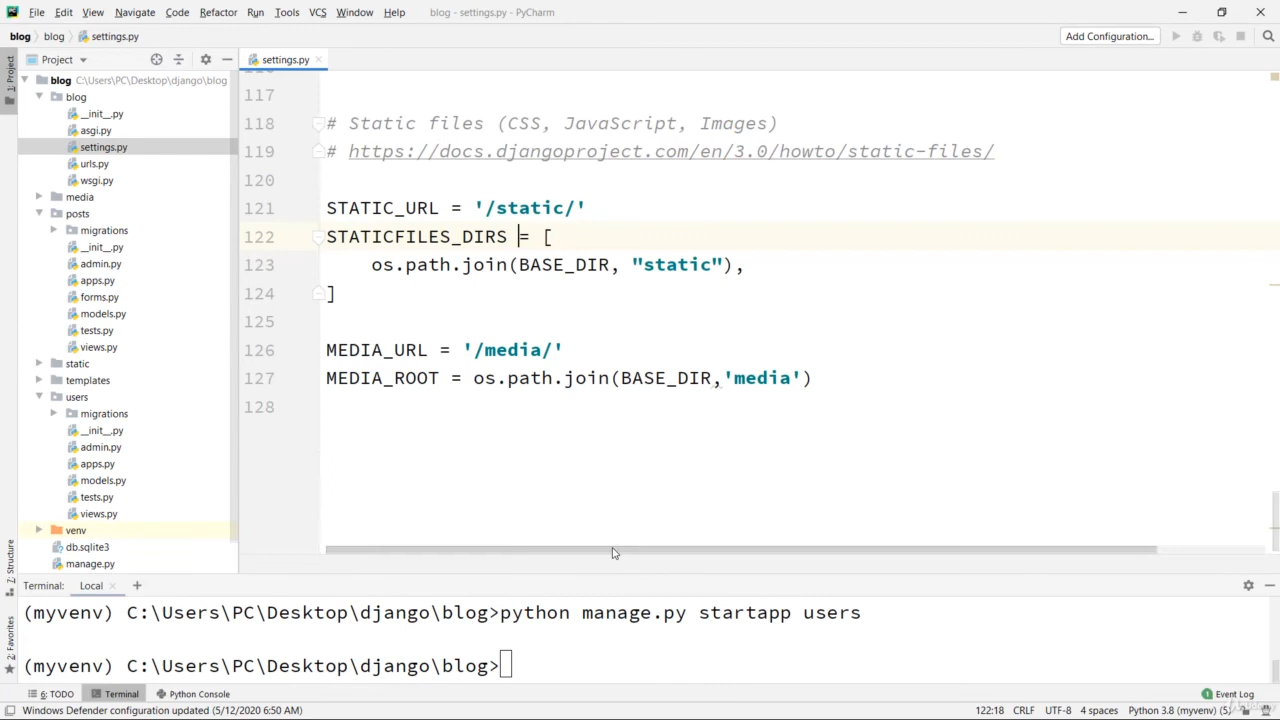 File Edit View Navigate Code Refactor Run Tools VCS Window Help blog - settings.py - PyCharm
blog blog settings.py Add Configuration...
1: Project
Project
settings.py
blog C:\Users\PC\Desktop\django\blog
blog
__init__.py
asgi.py
settings.py
urls.py
wsgi.py
media
posts
migrations
__init__.py
admin.py
apps.py
forms.py
models.py
tests.py
views.py
static
templates
users
migrations
__init__.py
admin.py
apps.py
models.py
tests.py
views.py
venv
db.sqlite3
manage.py
117
118 # Static files (CSS, JavaScript, Images)
119 # https://docs.djangoproject.com/en/3.0/howto/static-files/
120
121 STATIC_URL = '/static/'
122 STATICFILES_DIRS = [
123 os.path.join(BASE_DIR, "static"),
124 ]
125
126 MEDIA_URL = '/media/'
127 MEDIA_ROOT = os.path.join(BASE_DIR,'media')
128
7: Structure
2: Favorites
Terminal: Local
(myvenv) C:\Users\PC\Desktop\django\blog>python manage.py startapp users
(myvenv) C:\Users\PC\Desktop\django\blog>
6: TODO Terminal Python Console 1 Event Log
Windows Defender configuration updated (5/12/2020 6:50 AM) 122:18 CRLF UTF-8 4 spaces Python 3.8 (myvenv)